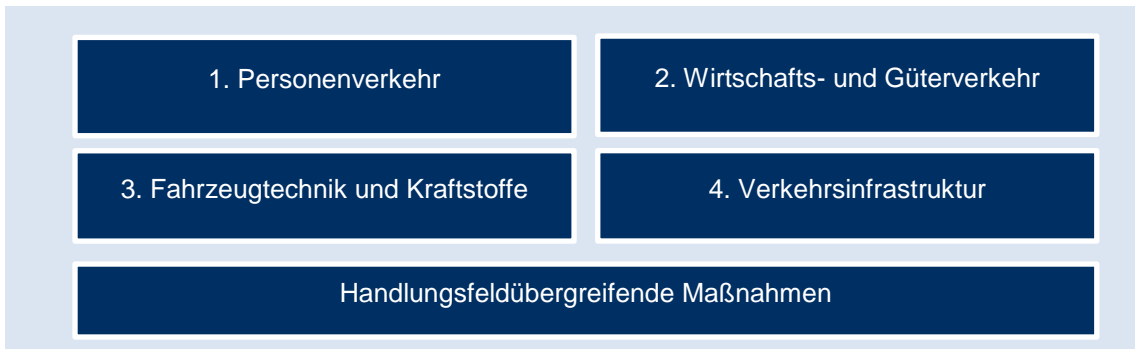 1. Personenverkehr
2. Wirtschafts- und Güterverkehr
3. Fahrzeugtechnik und Kraftstoffe
4. Verkehrsinfrastruktur
Handlungsfeldübergreifende Maßnahmen